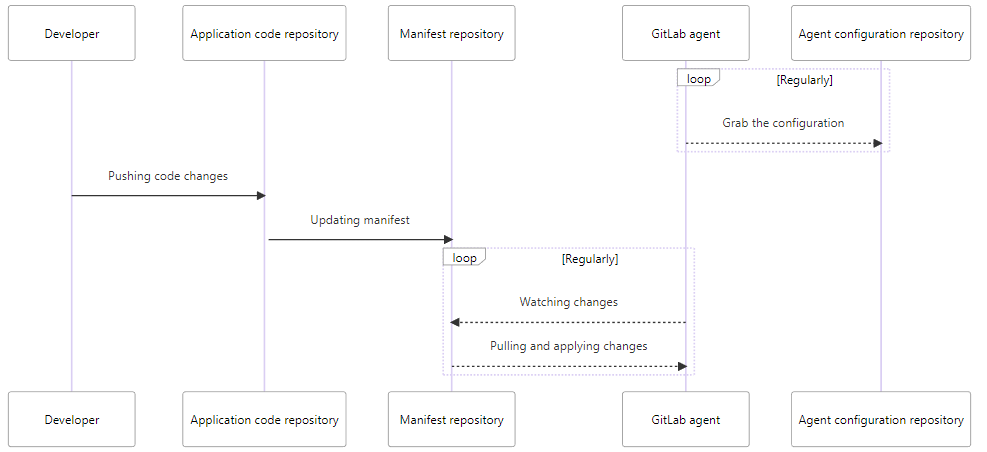 Developer
Application code repository
Manifest repository
GitLab agent
Agent configuration repository
loop
[Regularly]
Grab the configuration
Pushing code changes
Updating manifest
loop
[Regularly]
Watching changes
Pulling and applying changes
Developer
Application code repository
Manifest repository
GitLab agent
Agent configuration repository